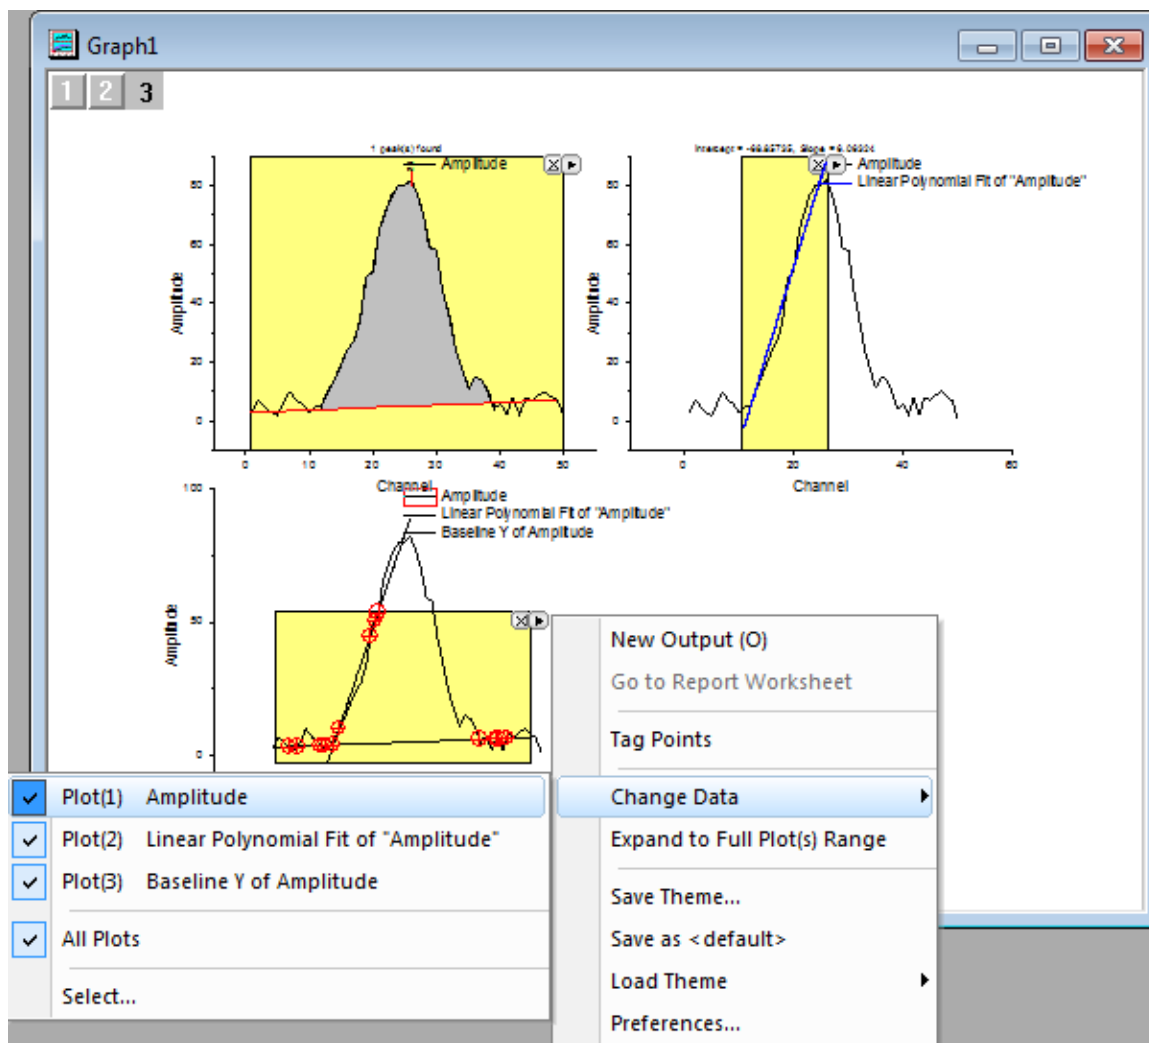 Graph1
1 2 3
1 peak(s) found
Amplitude
80
60
40
20
0
Amplitude
0 10 20 30 40 50
Channel
Amplitude
Linear Polynomial Fit of "Amplitude"
80
60
40
20
0
Amplitude
0 20 40 60
Channel
Amplitude
Linear Polynomial Fit of "Amplitude"
Baseline Y of Amplitude
100
50
0
Amplitude
New Output (O)
Go to Report Worksheet
Tag Points
Change Data
Expand to Full Plot(s) Range
Save Theme...
Save as <default>
Load Theme
Preferences...
Plot(1) Amplitude
Plot(2) Linear Polynomial Fit of "Amplitude"
Plot(3) Baseline Y of Amplitude
All Plots
Select...